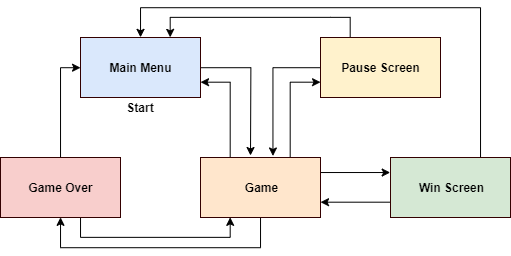 Main Menu
Pause Screen
Start
Game Over
Game
Win Screen